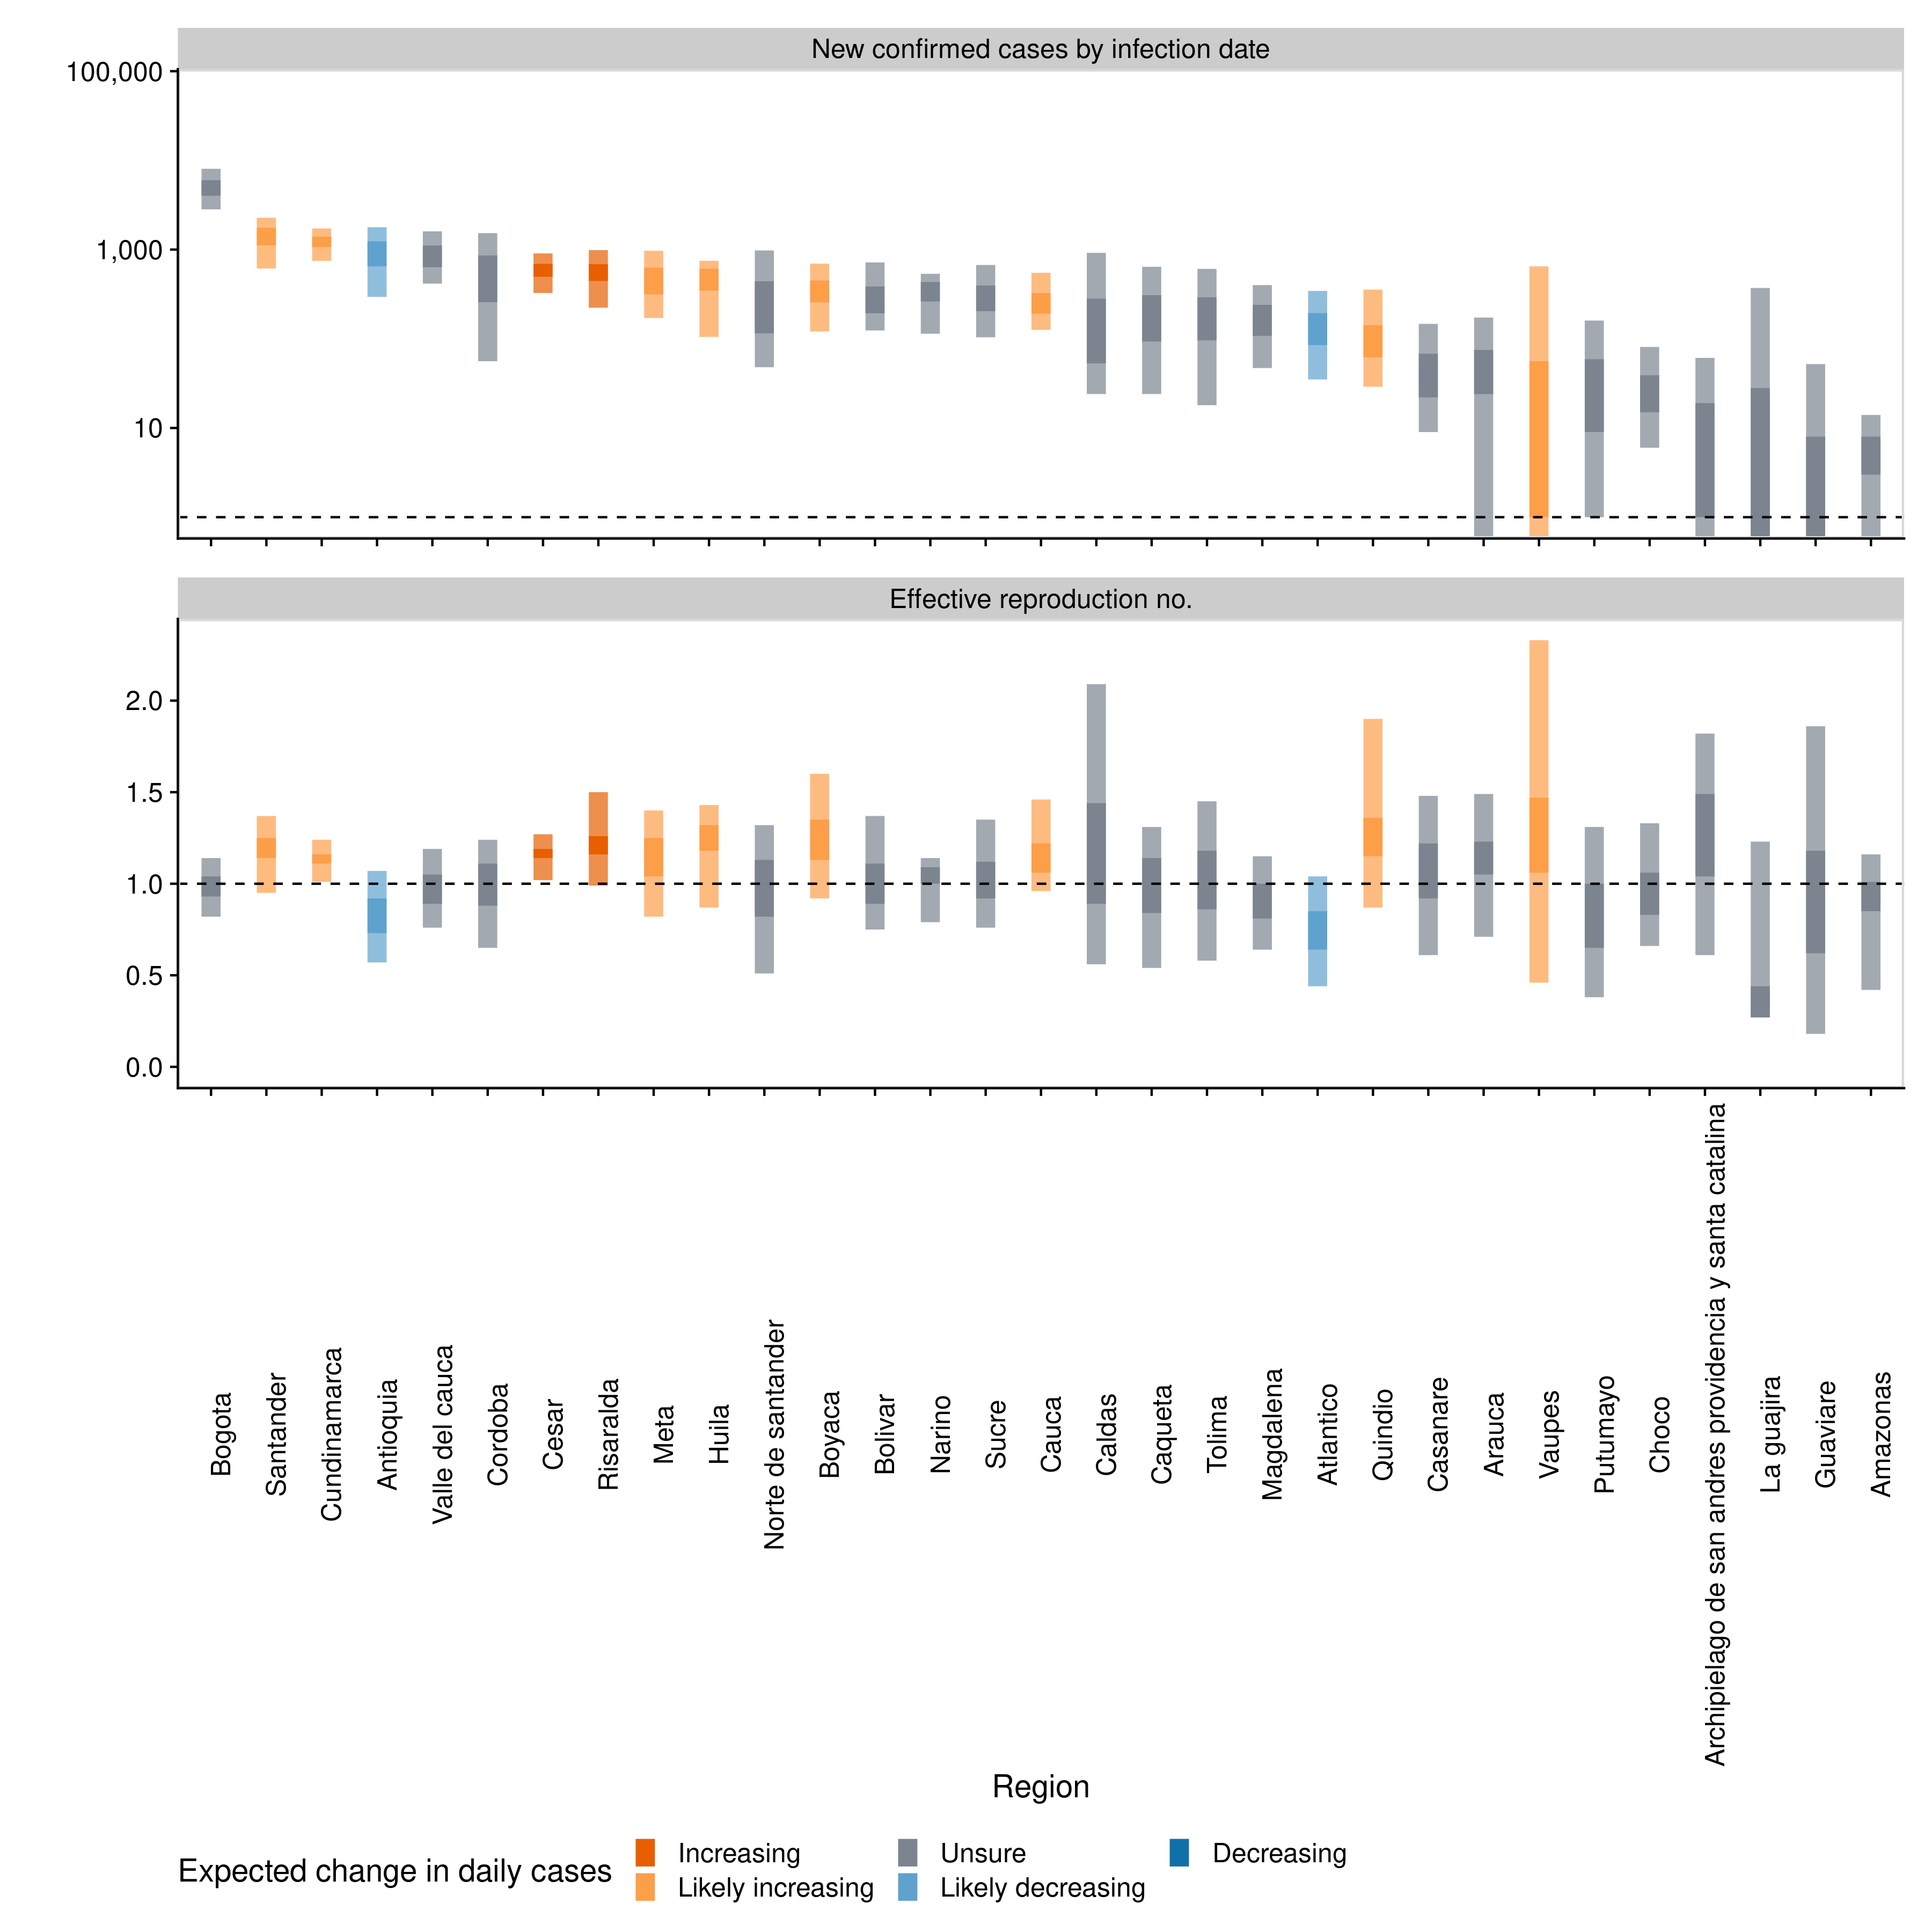 New confirmed cases by infection date
100,000
1,000
10
Effective reproduction no.
2.0
1.5
1.0
0.5
0.0
Bogota
Santander
Cundinamarca
Antioquia
Valle del cauca
Cordoba
Cesar
Risaralda
Meta
Huila
Norte de santander
Boyaca
Bolivar
Narino
Sucre
Cauca
Caldas
Caqueta
Tolima
Magdalena
Atlantico
Quindio
Casanare
Arauca
Vaupes
Putumayo
Choco
Archipielago de san andres providencia y santa catalina
La guajira
Guaviare
Amazonas
Region
Expected change in daily cases
Increasing
Likely increasing
Unsure
Likely decreasing
Decreasing